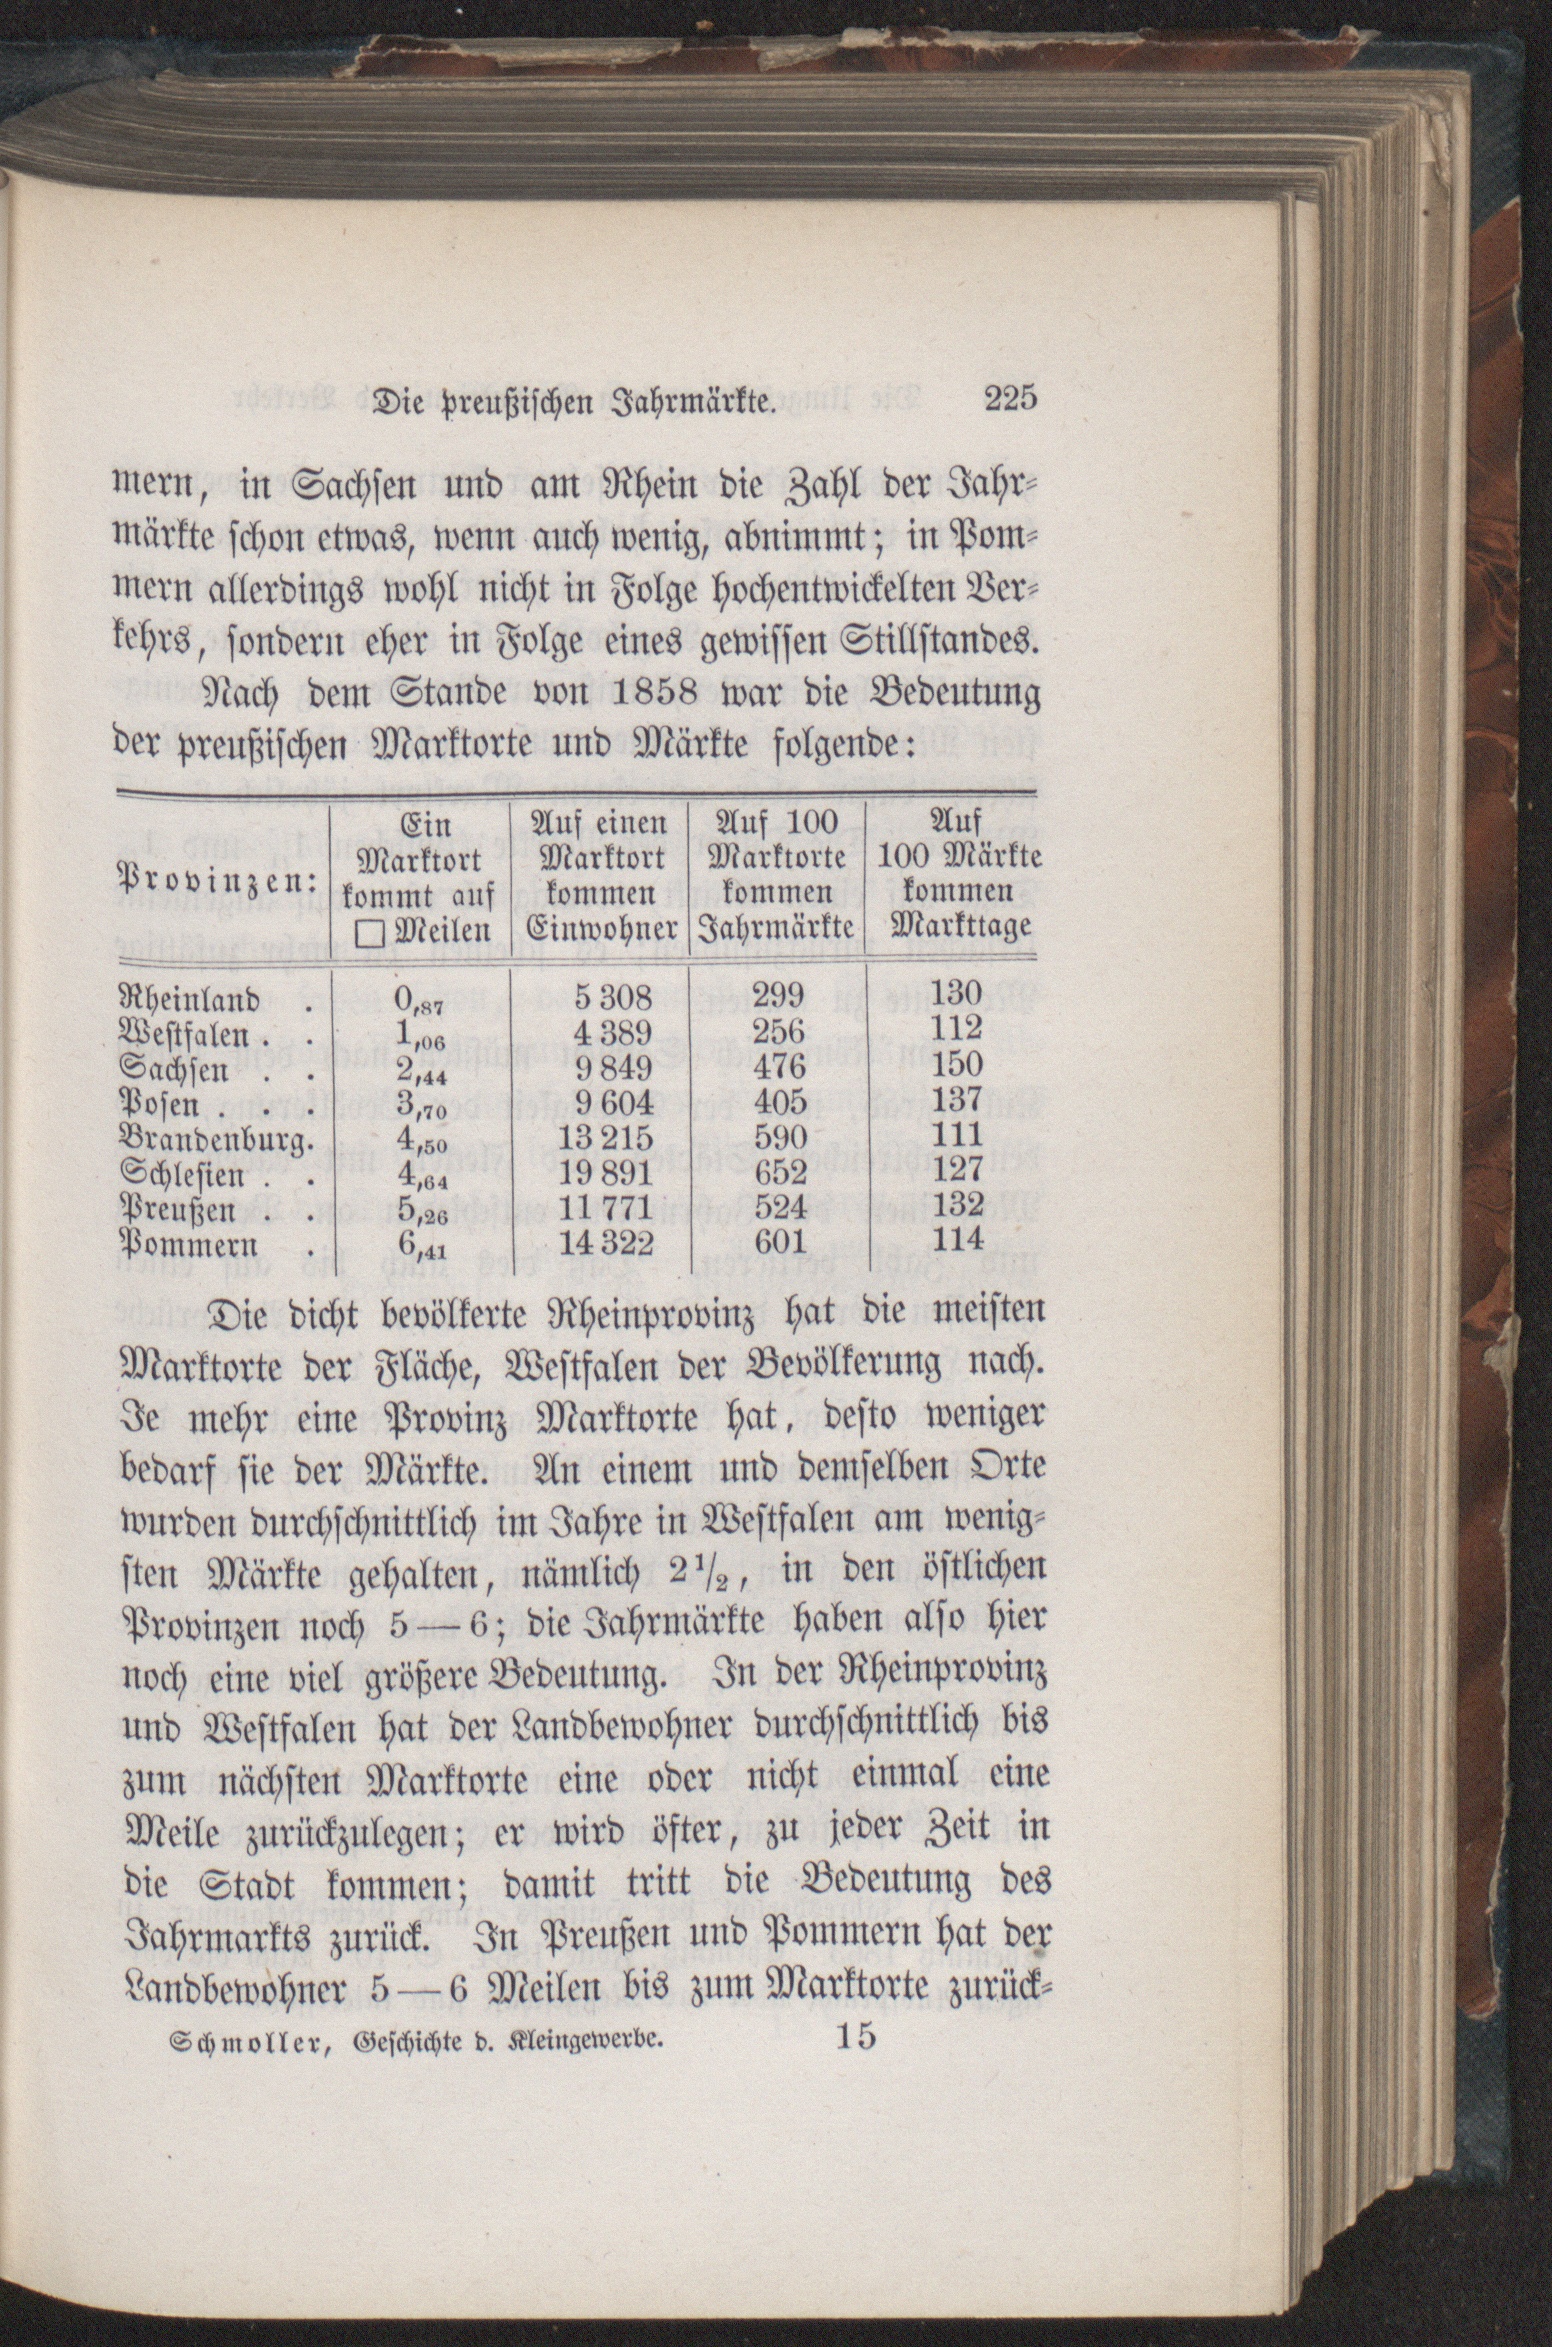 Die preußischen Jahrmärkte. 225
mern, in Sachsen und am Rhein die Zahl der Jahr-
märkte schon etwas, wenn auch wenig, abnimmt; in Pom-
mern allerdings wohl nicht in Folge hochentwickelten Ver-
kehrs, sondern eher in Folge eines gewissen Stillstandes.
Nach dem Stande von 1858 war die Bedeutung
der preußischen Marktorte und Märkte folgende:
Provinzen:
Ein
Marktort
kommt auf
□ Meilen
Auf einen
Marktort
kommen
Einwohner
Auf 100
Marktorte
kommen
Jahrmärkte
Auf
100 Märkte
kommen
Markttage
Rheinland . 0,87 5 308 299 130
Westfalen . . 1,06 4 389 256 112
Sachsen . . 2,44 9 849 476 150
Posen . . . 3,70 9 604 405 137
Brandenburg. 4,50 13 215 590 111
Schlesien . . 4,64 19 891 652 127
Preußen . . 5,26 11 771 524 132
Pommern . 6,41 14 322 601 114
Die dicht bevölkerte Rheinprovinz hat die meisten
Marktorte der Fläche, Westfalen der Bevölkerung nach.
Je mehr eine Provinz Marktorte hat, desto weniger
bedarf sie der Märkte. An einem und demselben Orte
wurden durchschnittlich im Jahre in Westfalen am wenig-
sten Märkte gehalten, nämlich 2 1/2, in den östlichen
Provinzen noch 5 — 6; die Jahrmärkte haben also hier
noch eine viel größere Bedeutung. In der Rheinprovinz
und Westfalen hat der Landbewohner durchschnittlich bis
zum nächsten Marktorte eine oder nicht einmal eine
Meile zurückzulegen; er wird öfter, zu jeder Zeit in
die Stadt kommen; damit tritt die Bedeutung des
Jahrmarkts zurück. In Preußen und Pommern hat der
Landbewohner 5 — 6 Meilen bis zum Marktorte zurück-
Schmoller, Geschichte d. Kleingewerbe. 15